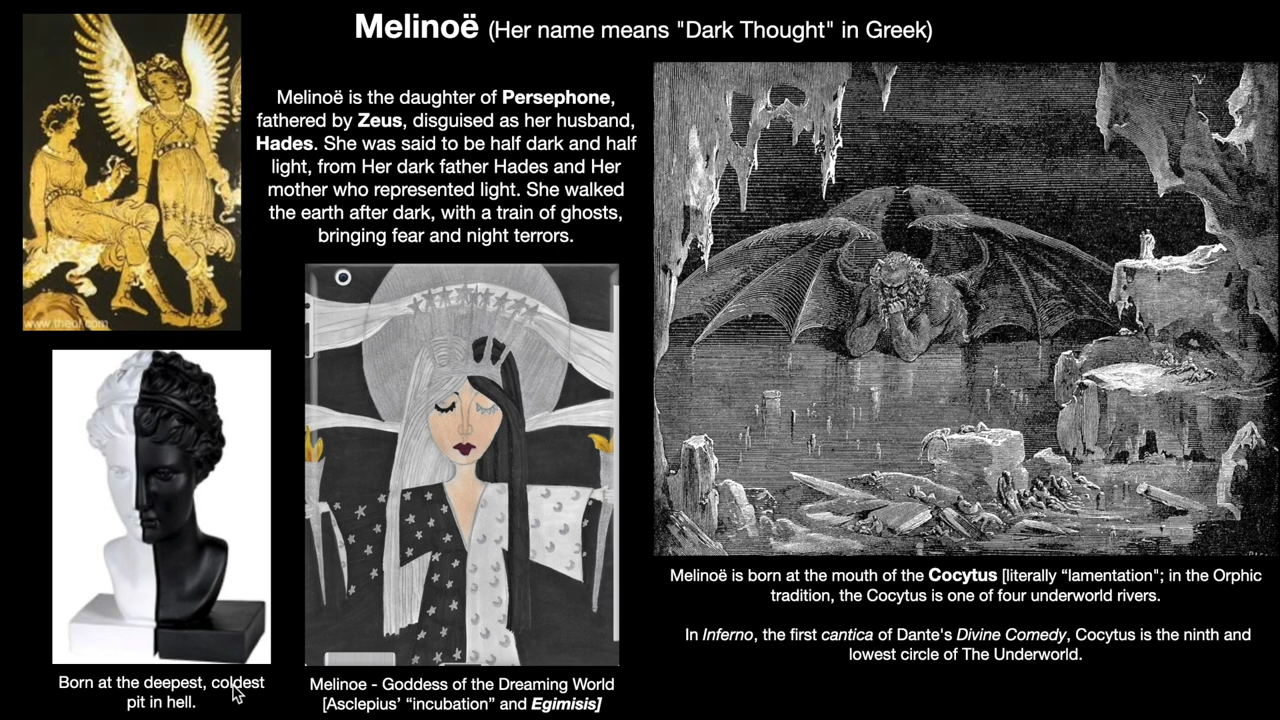 Melinoë (Her name means "Dark Thought" in Greek)
Melinoë is the daughter of Persephone,
fathered by Zeus, disguised as her husband,
Hades. She was said to be half dark and half
light, from Her dark father Hades and Her
mother who represented light. She walked
the earth after dark, with a train of ghosts,
bringing fear and night terrors.
www.theoi.com
Born at the deepest, coldest
pit in hell.
Melinoe - Goddess of the Dreaming World
[Asclepius’ “incubation” and Egimisis]
Melinoë is born at the mouth of the Cocytus [literally “lamentation"; in the Orphic
tradition, the Cocytus is one of four underworld rivers.
In Inferno, the first cantica of Dante's Divine Comedy, Cocytus is the ninth and
lowest circle of The Underworld.